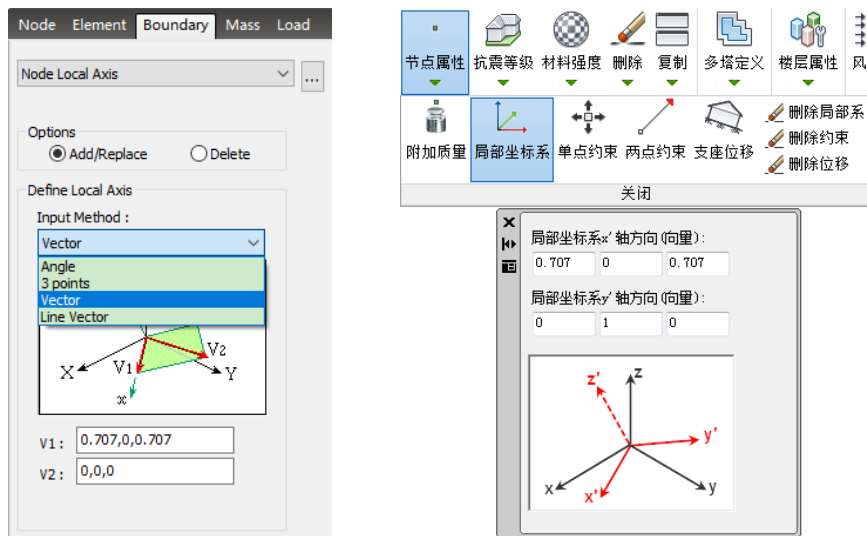 Node Element Boundary Mass Load
Node Local Axis
...
Options
Add/Replace Delete
Define Local Axis
Input Method :
Vector
Angle
3 points
Vector
Line Vector
V2
X V1 Y
x
V1: 0.707,0,0.707
V2: 0,0,0
节点属性 抗震等级 材料强度 删除 复制 多塔定义 楼层属性 风
附加质量 局部坐标系 单点约束 两点约束 支座位移
删除局部系
删除约束
删除位移
关闭
局部坐标系x'轴方向(向量):
0.707 0 0.707
局部坐标系y'轴方向(向量):
0 1 0
z' z
y'
x x' y